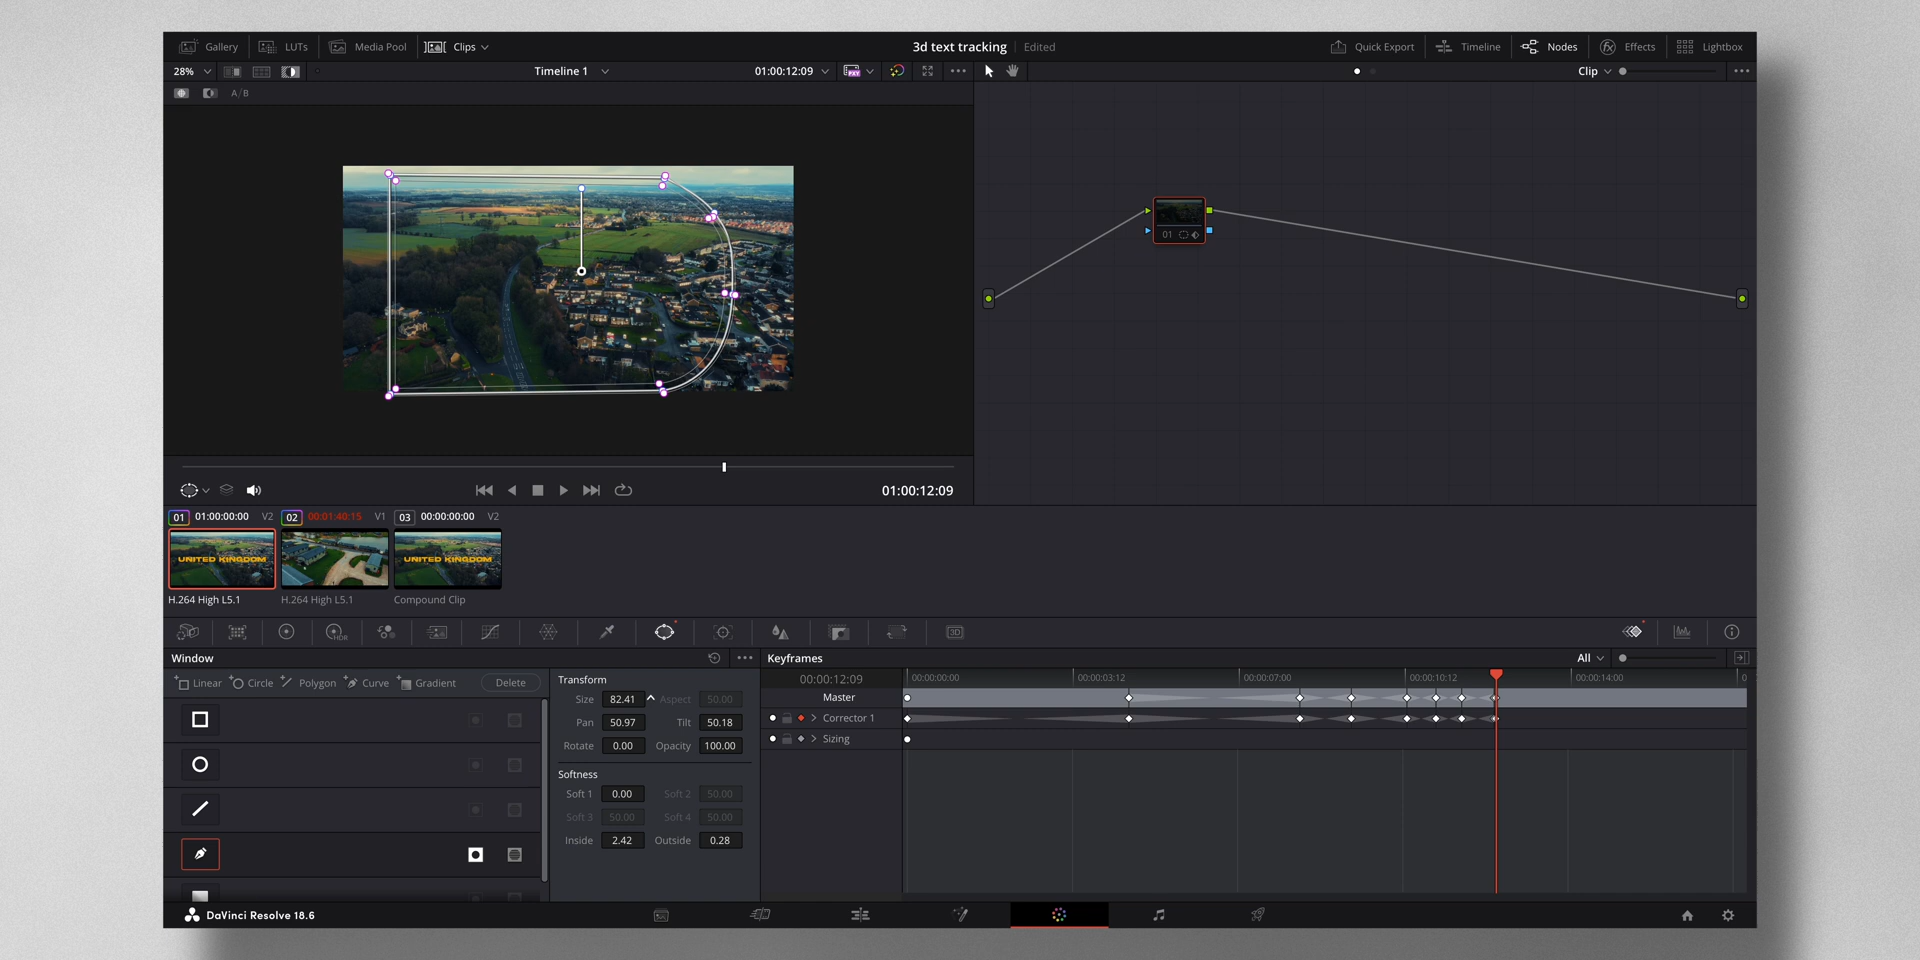 Gallery LUTs Media Pool Clips 3d text tracking Edited Quick Export Timeline Nodes Effects Lightbox
28% Timeline 1 01:00:12:09 Clip
A/B
01
01:00:12:09
01 01:00:00:00 V2 02 00:01:40:15 V1 03 00:00:00:00 V2
UNITED KINGDOM UNITED KINGDOM
H.264 High L5.1 H.264 High L5.1 Compound Clip
HDR 3D
Window Keyframes All
Linear Circle Polygon Curve Gradient Delete
Transform
Size 82.41 Aspect 50.00
Pan 50.97 Tilt 50.18
Rotate 0.00 Opacity 100.00
Softness
Soft 1 0.00 Soft 2 50.00
Soft 3 50.00 Soft 4 50.00
Inside 2.42 Outside 0.28
00:00:12:09 00:00:00:00 00:00:03:12 00:00:07:00 00:00:10:12 00:00:14:00 0
Master
Corrector 1
Sizing
DaVinci Resolve 18.6